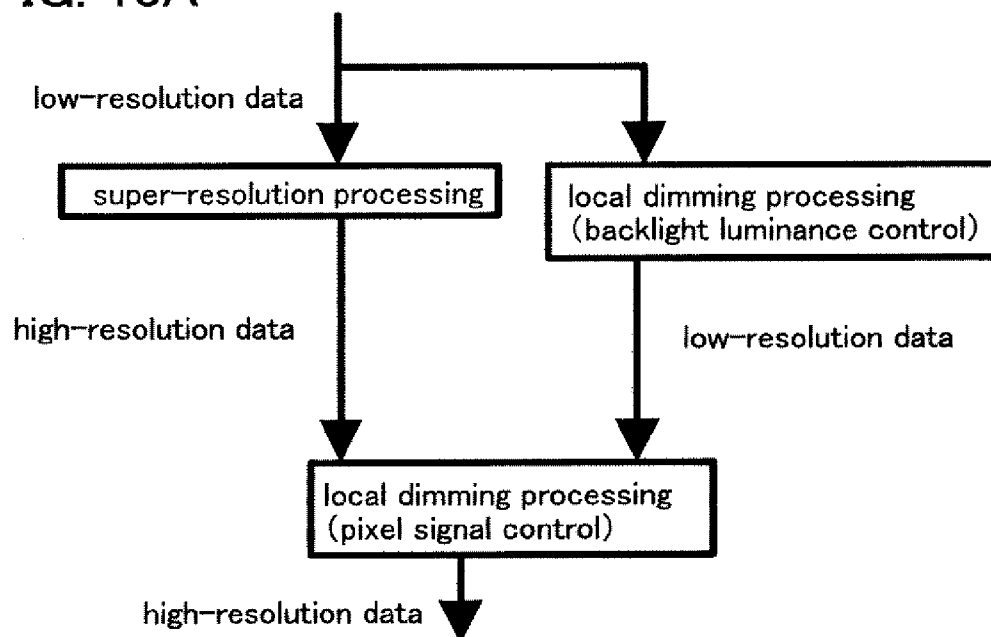 low-resolution data
super-resolution processing
local dimming processing
(backlight luminance control)
high-resolution data
low-resolution data
local dimming processing
(pixel signal control)
high-resolution data